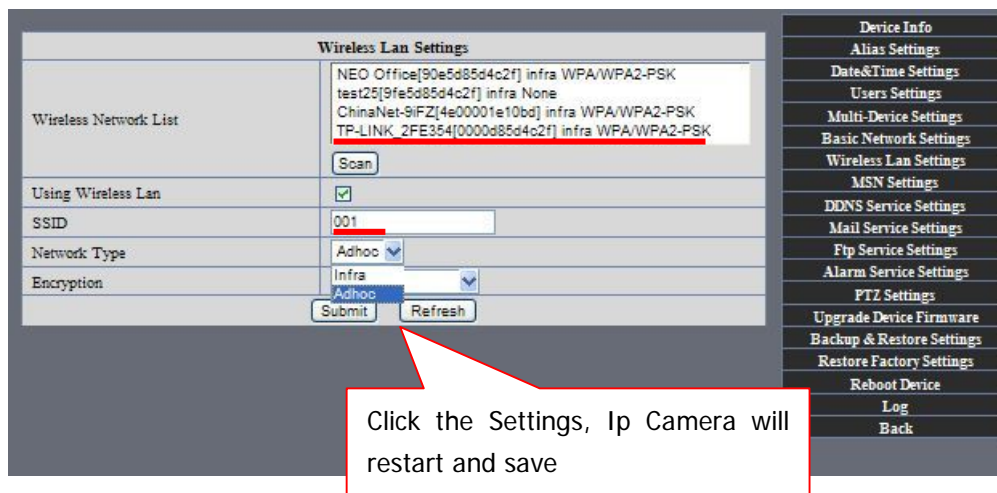 Wireless Lan Settings
Wireless Network List
NEO Office[90e5d85d4c2f] infra WPA/WPA2-PSK
test25[9fe5d85d4c2f] infra None
ChinaNet-9iFZ[4e00001e10bd] infra WPA/WPA2-PSK
TP-LINK_2FE354[0000d85d4c2f] infra WPA/WPA2-PSK
Scan
Using Wireless Lan
SSID
001
Network Type
Adhoc
Infra
Adhoc
Encryption
Submit
Refresh
Click the Settings, Ip Camera will
restart and save
Device Info
Alias Settings
Date&Time Settings
Users Settings
Multi-Device Settings
Basic Network Settings
Wireless Lan Settings
MSN Settings
DDNS Service Settings
Mail Service Settings
Ftp Service Settings
Alarm Service Settings
PTZ Settings
Upgrade Device Firmware
Backup & Restore Settings
Restore Factory Settings
Reboot Device
Log
Back